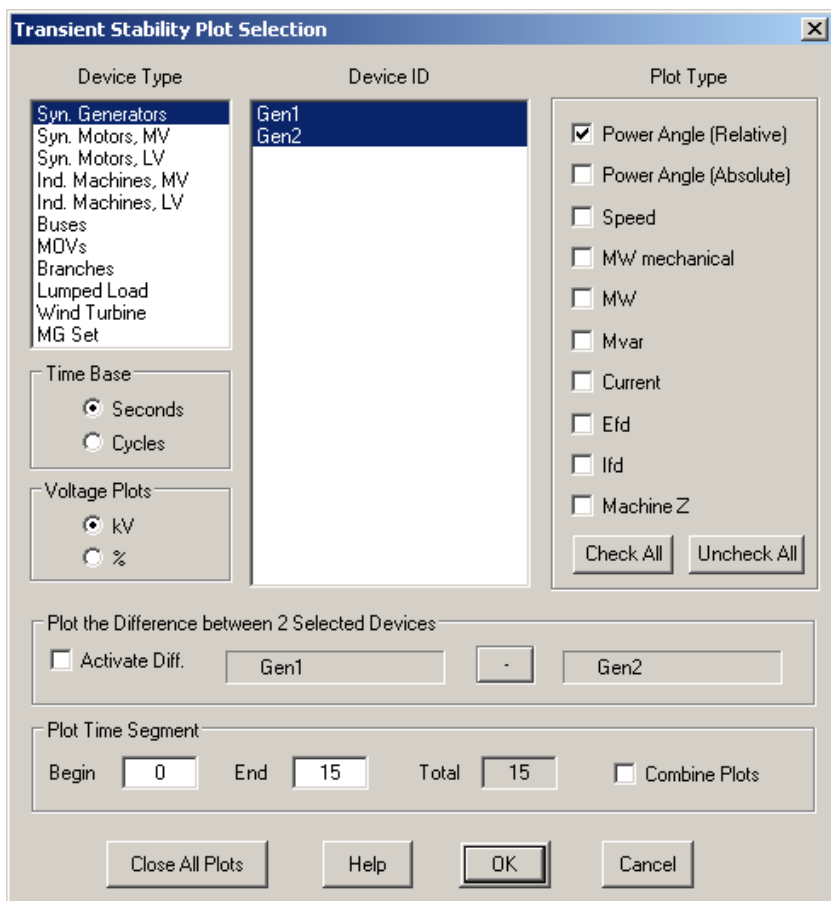 Transient Stability Plot Selection
Device Type
Device ID
Plot Type
Syn. Generators
Syn. Motors, MV
Syn. Motors, LV
Ind. Machines, MV
Ind. Machines, LV
Buses
MOVs
Branches
Lumped Load
Wind Turbine
MG Set
Gen1
Gen2
Power Angle (Relative)
Power Angle (Absolute)
Speed
MW mechanical
MW
Mvar
Current
Efd
Ifd
Machine Z
Check All
Uncheck All
Time Base
Seconds
Cycles
Voltage Plots
kV
%
Plot the Difference between 2 Selected Devices
Activate Diff.
Gen1
-
Gen2
Plot Time Segment
Begin 0 End 15 Total 15 Combine Plots
Close All Plots
Help
OK
Cancel